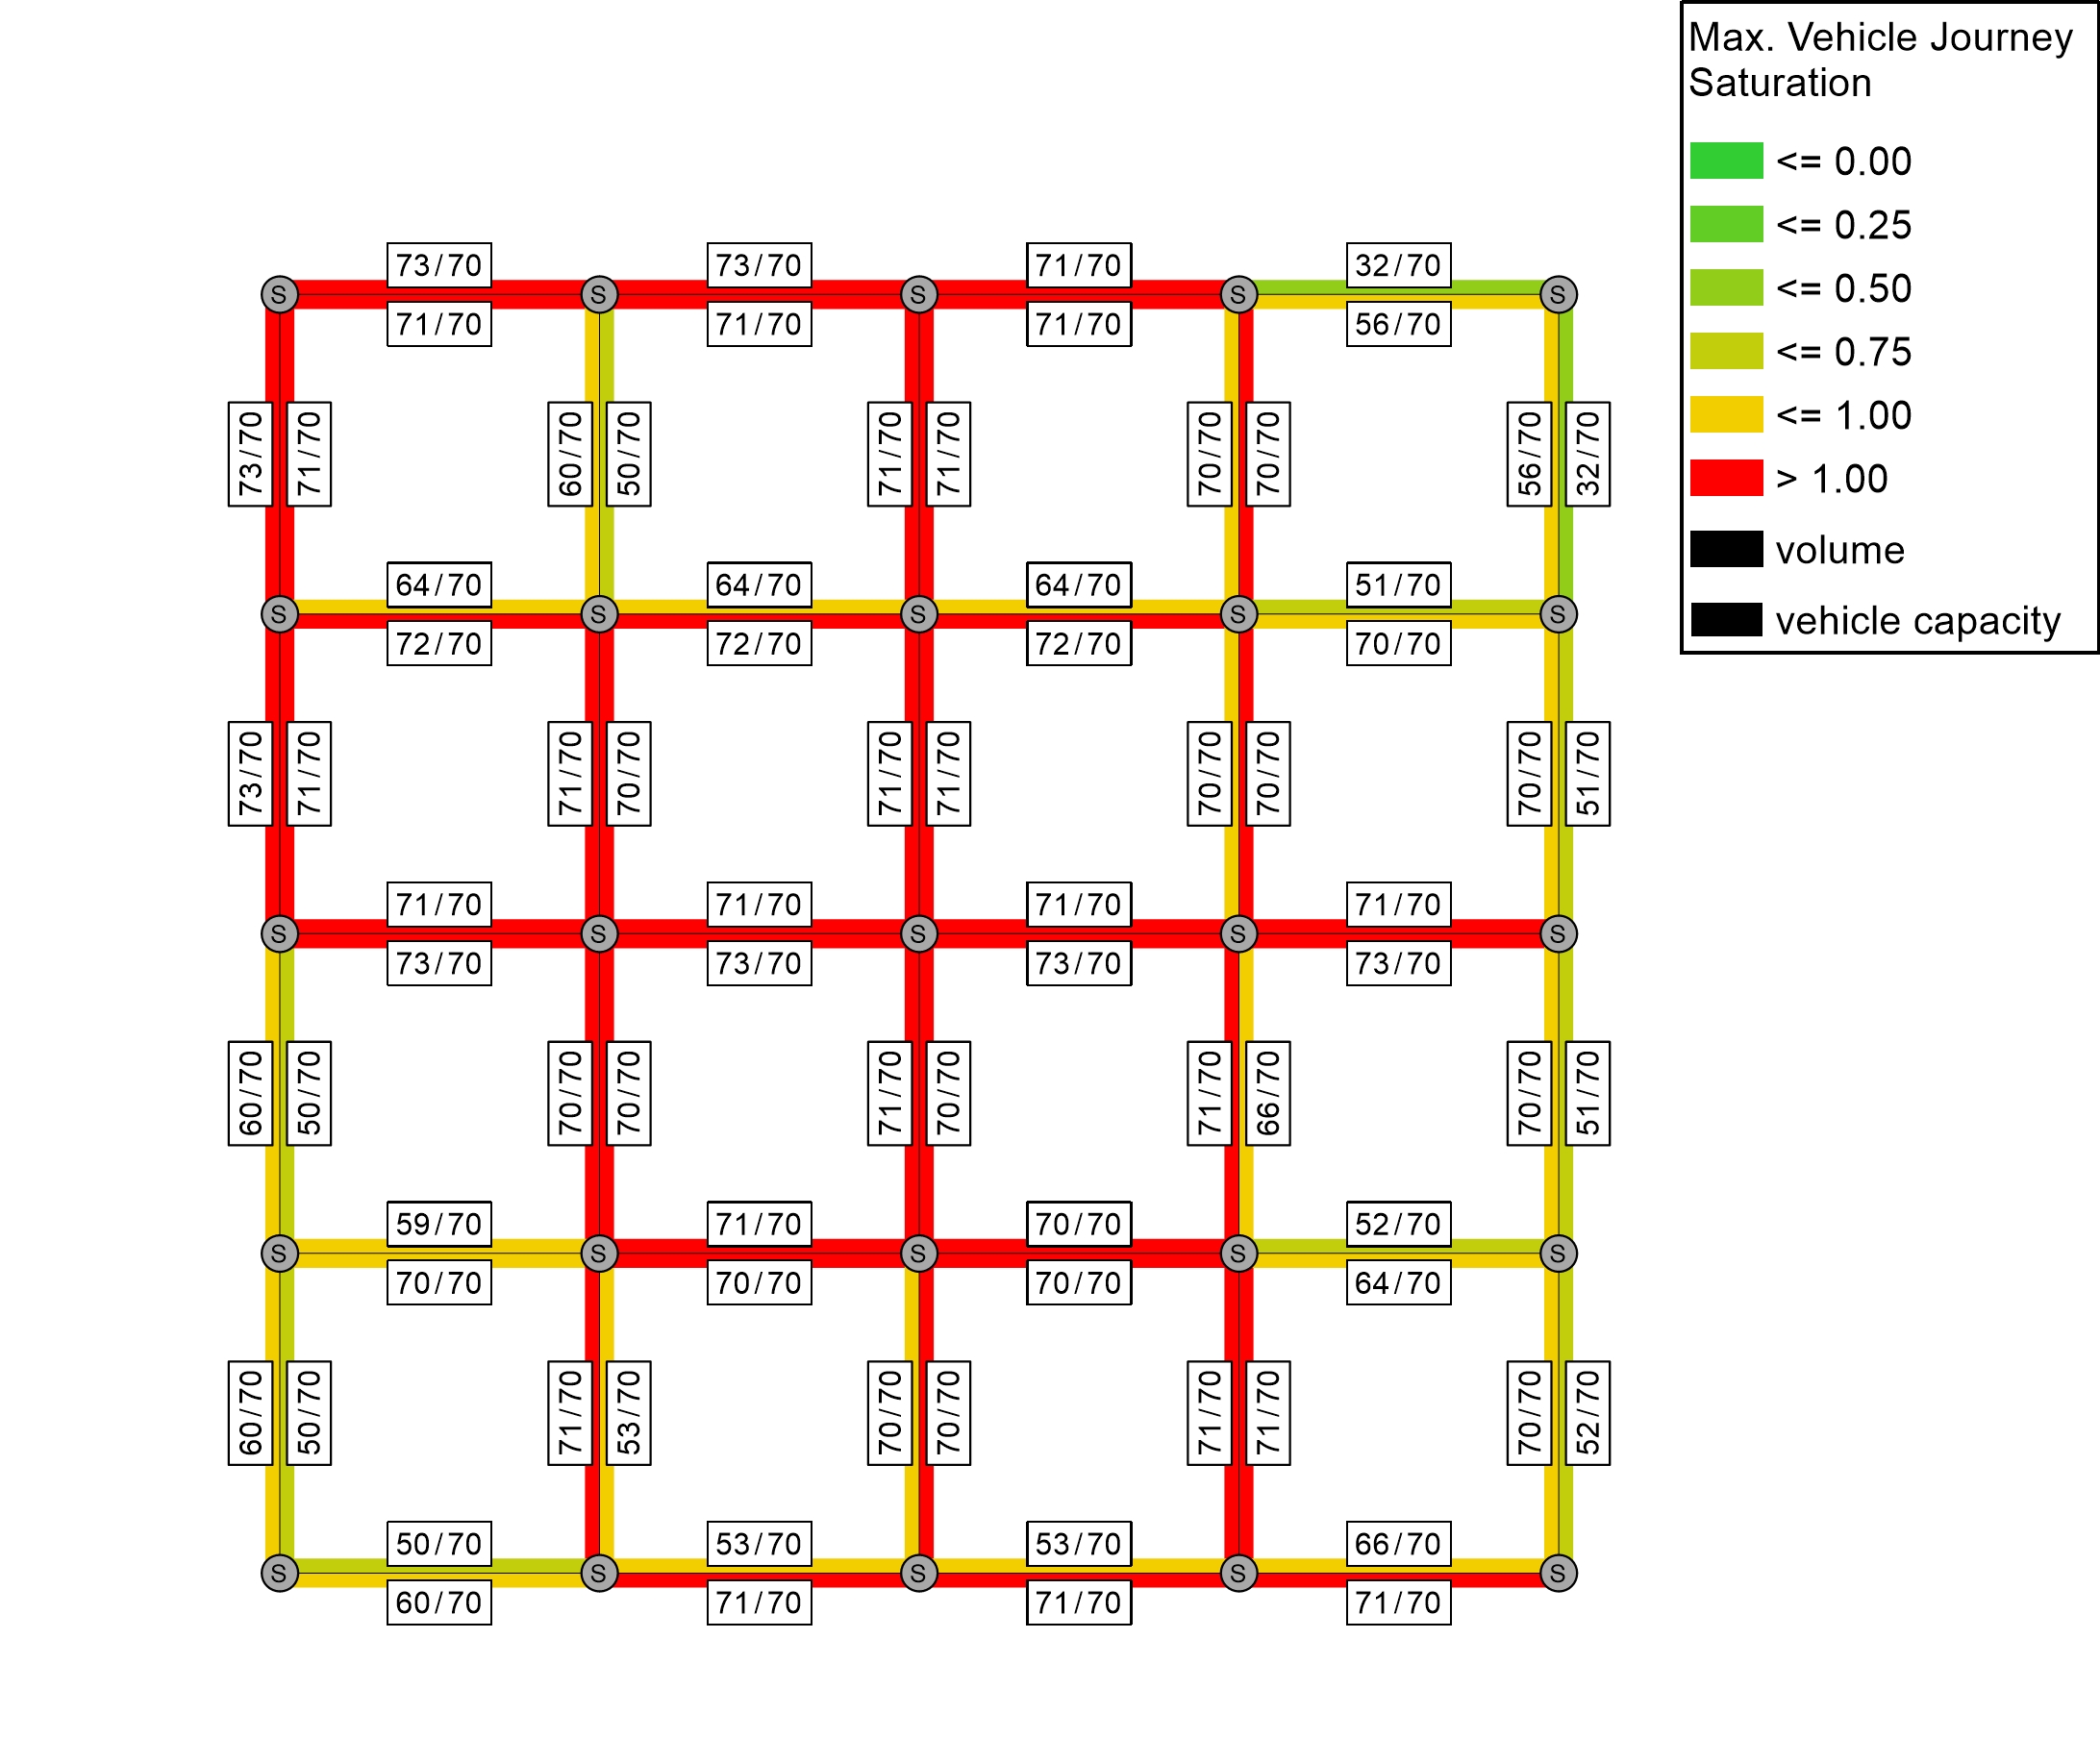 Max. Vehicle Journey
Saturation
<= 0.00
<= 0.25
<= 0.50
<= 0.75
<= 1.00
> 1.00
volume
vehicle capacity
73/70 73/70 71/70 32/70
S S S S S
71/70 71/70 71/70 56/70
73/70 71/70 60/70 50/70 71/70 71/70 70/70 70/70 56/70 32/70
64/70 64/70 64/70 51/70
S S S S S
72/70 72/70 72/70 70/70
73/70 71/70 71/70 70/70 71/70 71/70 70/70 70/70 70/70 51/70
71/70 71/70 71/70 71/70
S S S S S
73/70 73/70 73/70 73/70
60/70 50/70 70/70 70/70 71/70 70/70 71/70 66/70 70/70 51/70
59/70 71/70 70/70 52/70
S S S S S
70/70 70/70 70/70 64/70
60/70 50/70 71/70 53/70 70/70 70/70 71/70 71/70 70/70 52/70
50/70 53/70 53/70 66/70
S S S S S
60/70 71/70 71/70 71/70